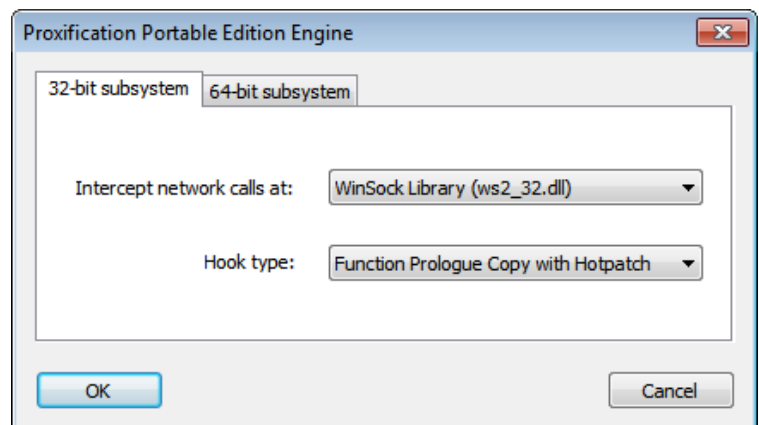 Proxification Portable Edition Engine
32-bit subsystem 64-bit subsystem
Intercept network calls at: WinSock Library (ws2_32.dll)
Hook type: Function Prologue Copy with Hotpatch
OK Cancel